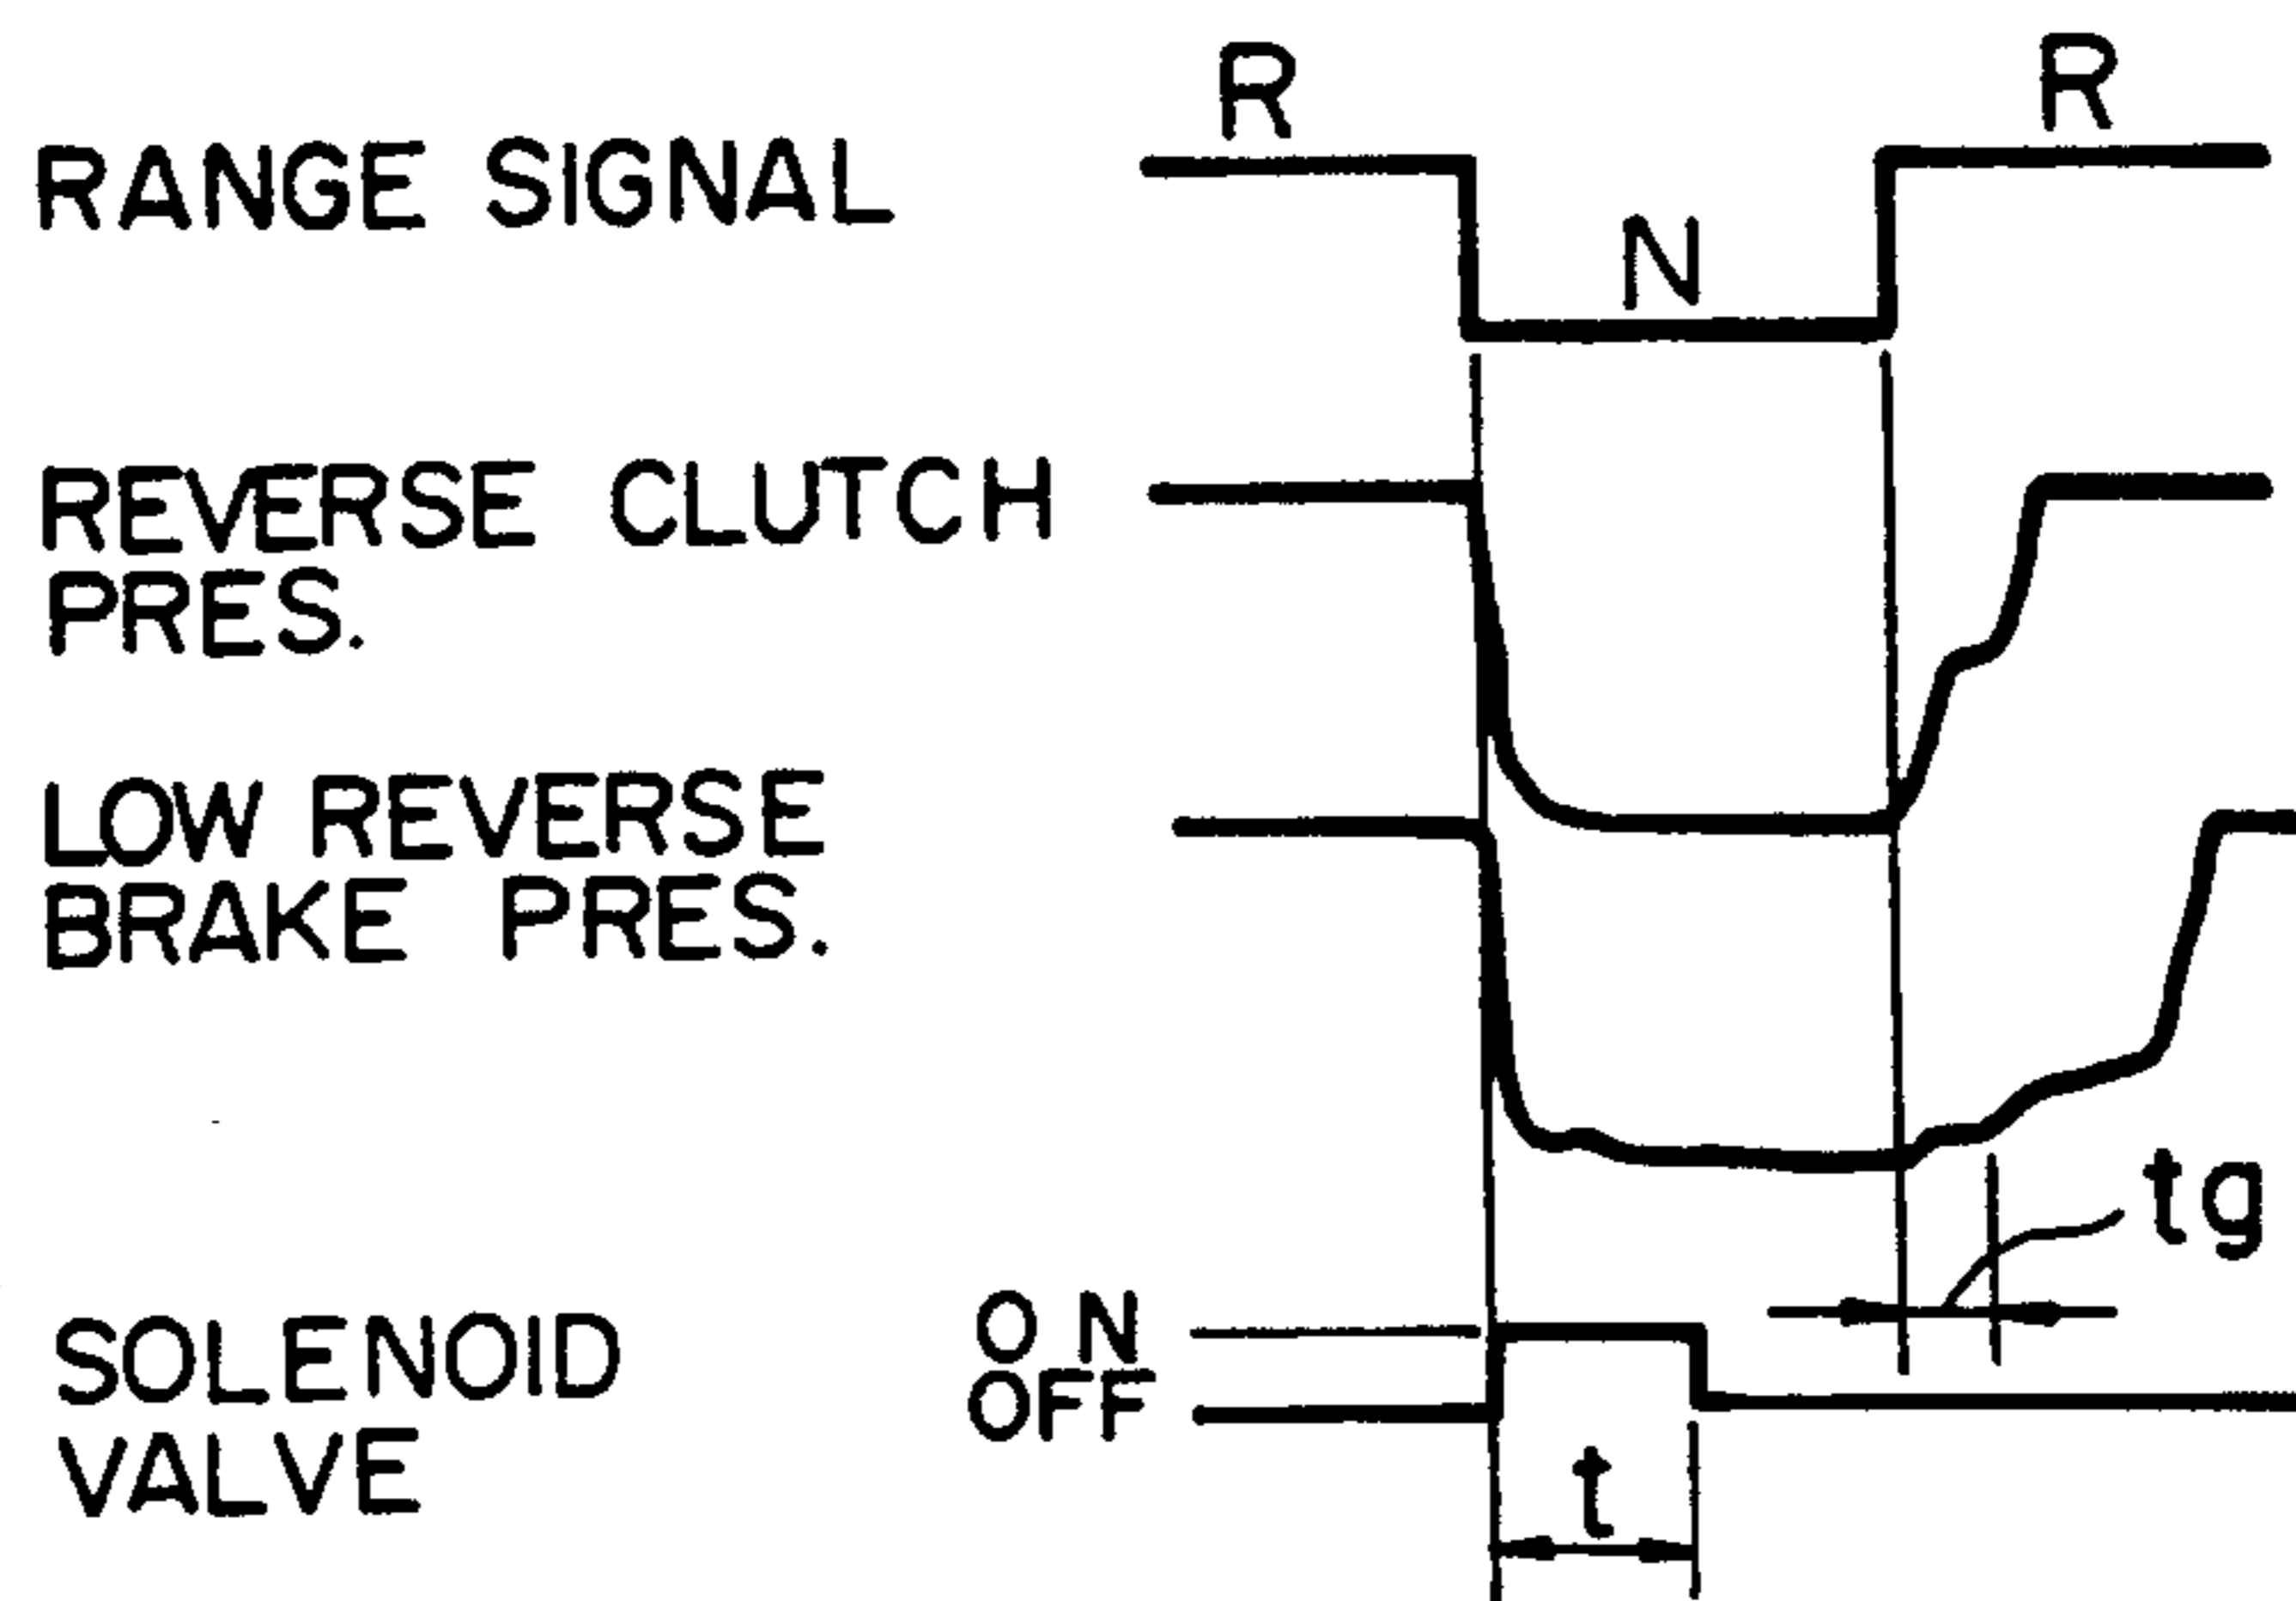 R R
RANGE SIGNAL
N
REVERSE CLUTCH
PRES.
LOW REVERSE
BRAKE PRES.
tg
ON
OFF
SOLENOID
VALVE
t